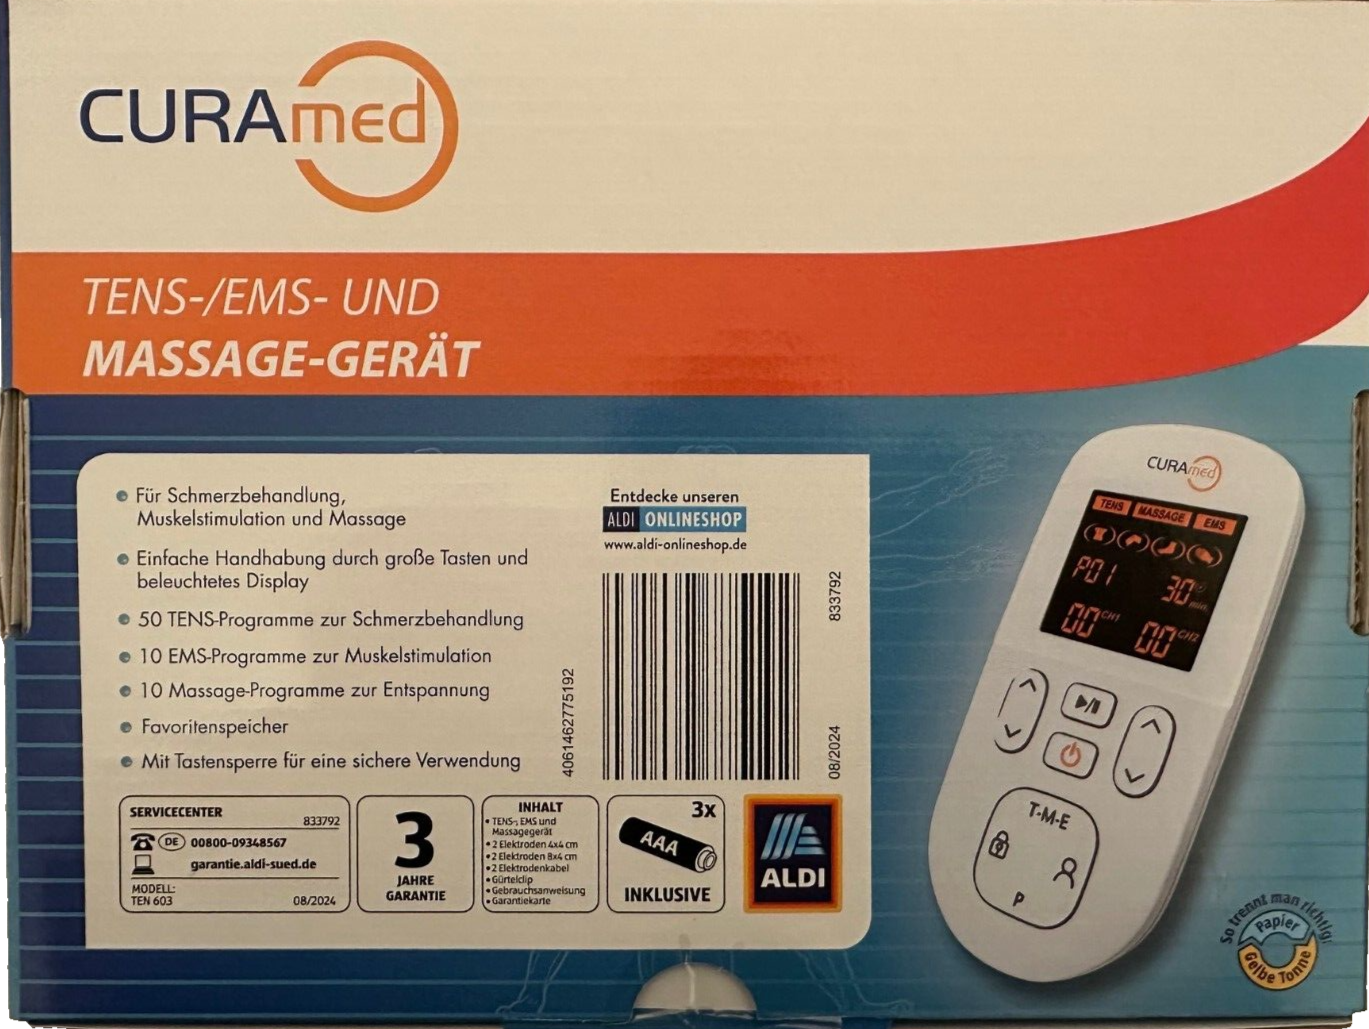 CURAmed
TENS-/EMS- UND
MASSAGE-GERÄT
Für Schmerzbehandlung,
Muskelstimulation und Massage
Einfache Handhabung durch große Tasten und
beleuchtetes Display
50 TENS-Programme zur Schmerzbehandlung
10 EMS-Programme zur Muskelstimulation
10 Massage-Programme zur Entspannung
Favoritenspeicher
Mit Tastensperre für eine sichere Verwendung
Entdecke unseren
ALDI ONLINESHOP
www.aldi-onlineshop.de
4061462775192
833792
08/2024
SERVICECENTER
833792
DE 00800-09348567
garantie.aldi-sued.de
MODELL:
TEN 603
08/2024
3
JAHRE
GARANTIE
INHALT
• TENS-, EMS und
Massagegerät
• 2 Elektroden 4x4 cm
• 2 Elektroden 8x4 cm
• 2 Elektrodenkabel
• Gürtelclip
• Gebrauchsanweisung
• Garantiekarte
3x
AAA
INKLUSIVE
ALDI
CURAmed
TENS MASSAGE EMS
P01
30 min.
00 CH1
00 CH2
T-M-E
P
So trennt man richtig:
Papier
Gelbe Tonne